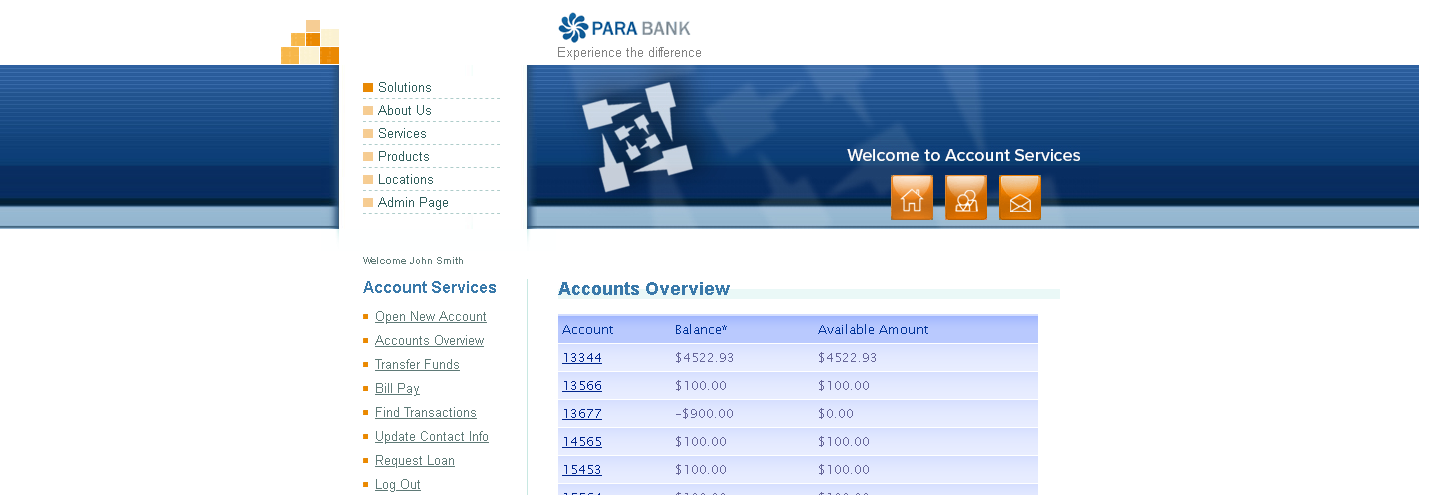 PARA BANK
Experience the difference
Solutions
About Us
Services
Products
Locations
Admin Page
Welcome to Account Services
Welcome John Smith
Account Services
Open New Account
Accounts Overview
Transfer Funds
Bill Pay
Find Transactions
Update Contact Info
Request Loan
Log Out
Accounts Overview
Account Balance* Available Amount
13344 $4522.93 $4522.93
13566 $100.00 $100.00
13677 -$900.00 $0.00
14565 $100.00 $100.00
15453 $100.00 $100.00